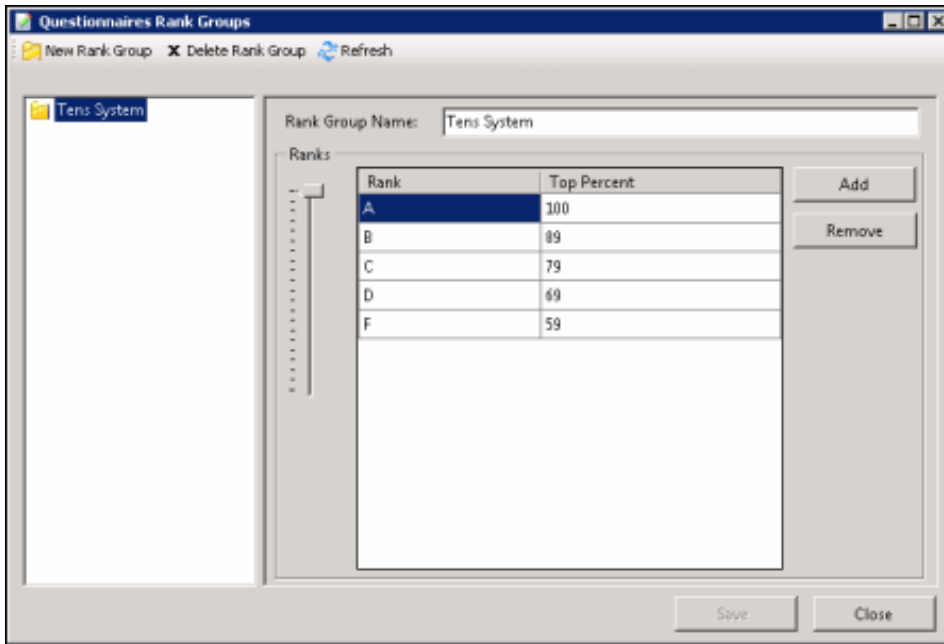 Questionnaires Rank Groups
New Rank Group X Delete Rank Group Refresh
Tens System
Rank Group Name: Tens System
Ranks
Rank Top Percent
A 100
B 89
C 79
D 69
F 59
Add
Remove
Save Close